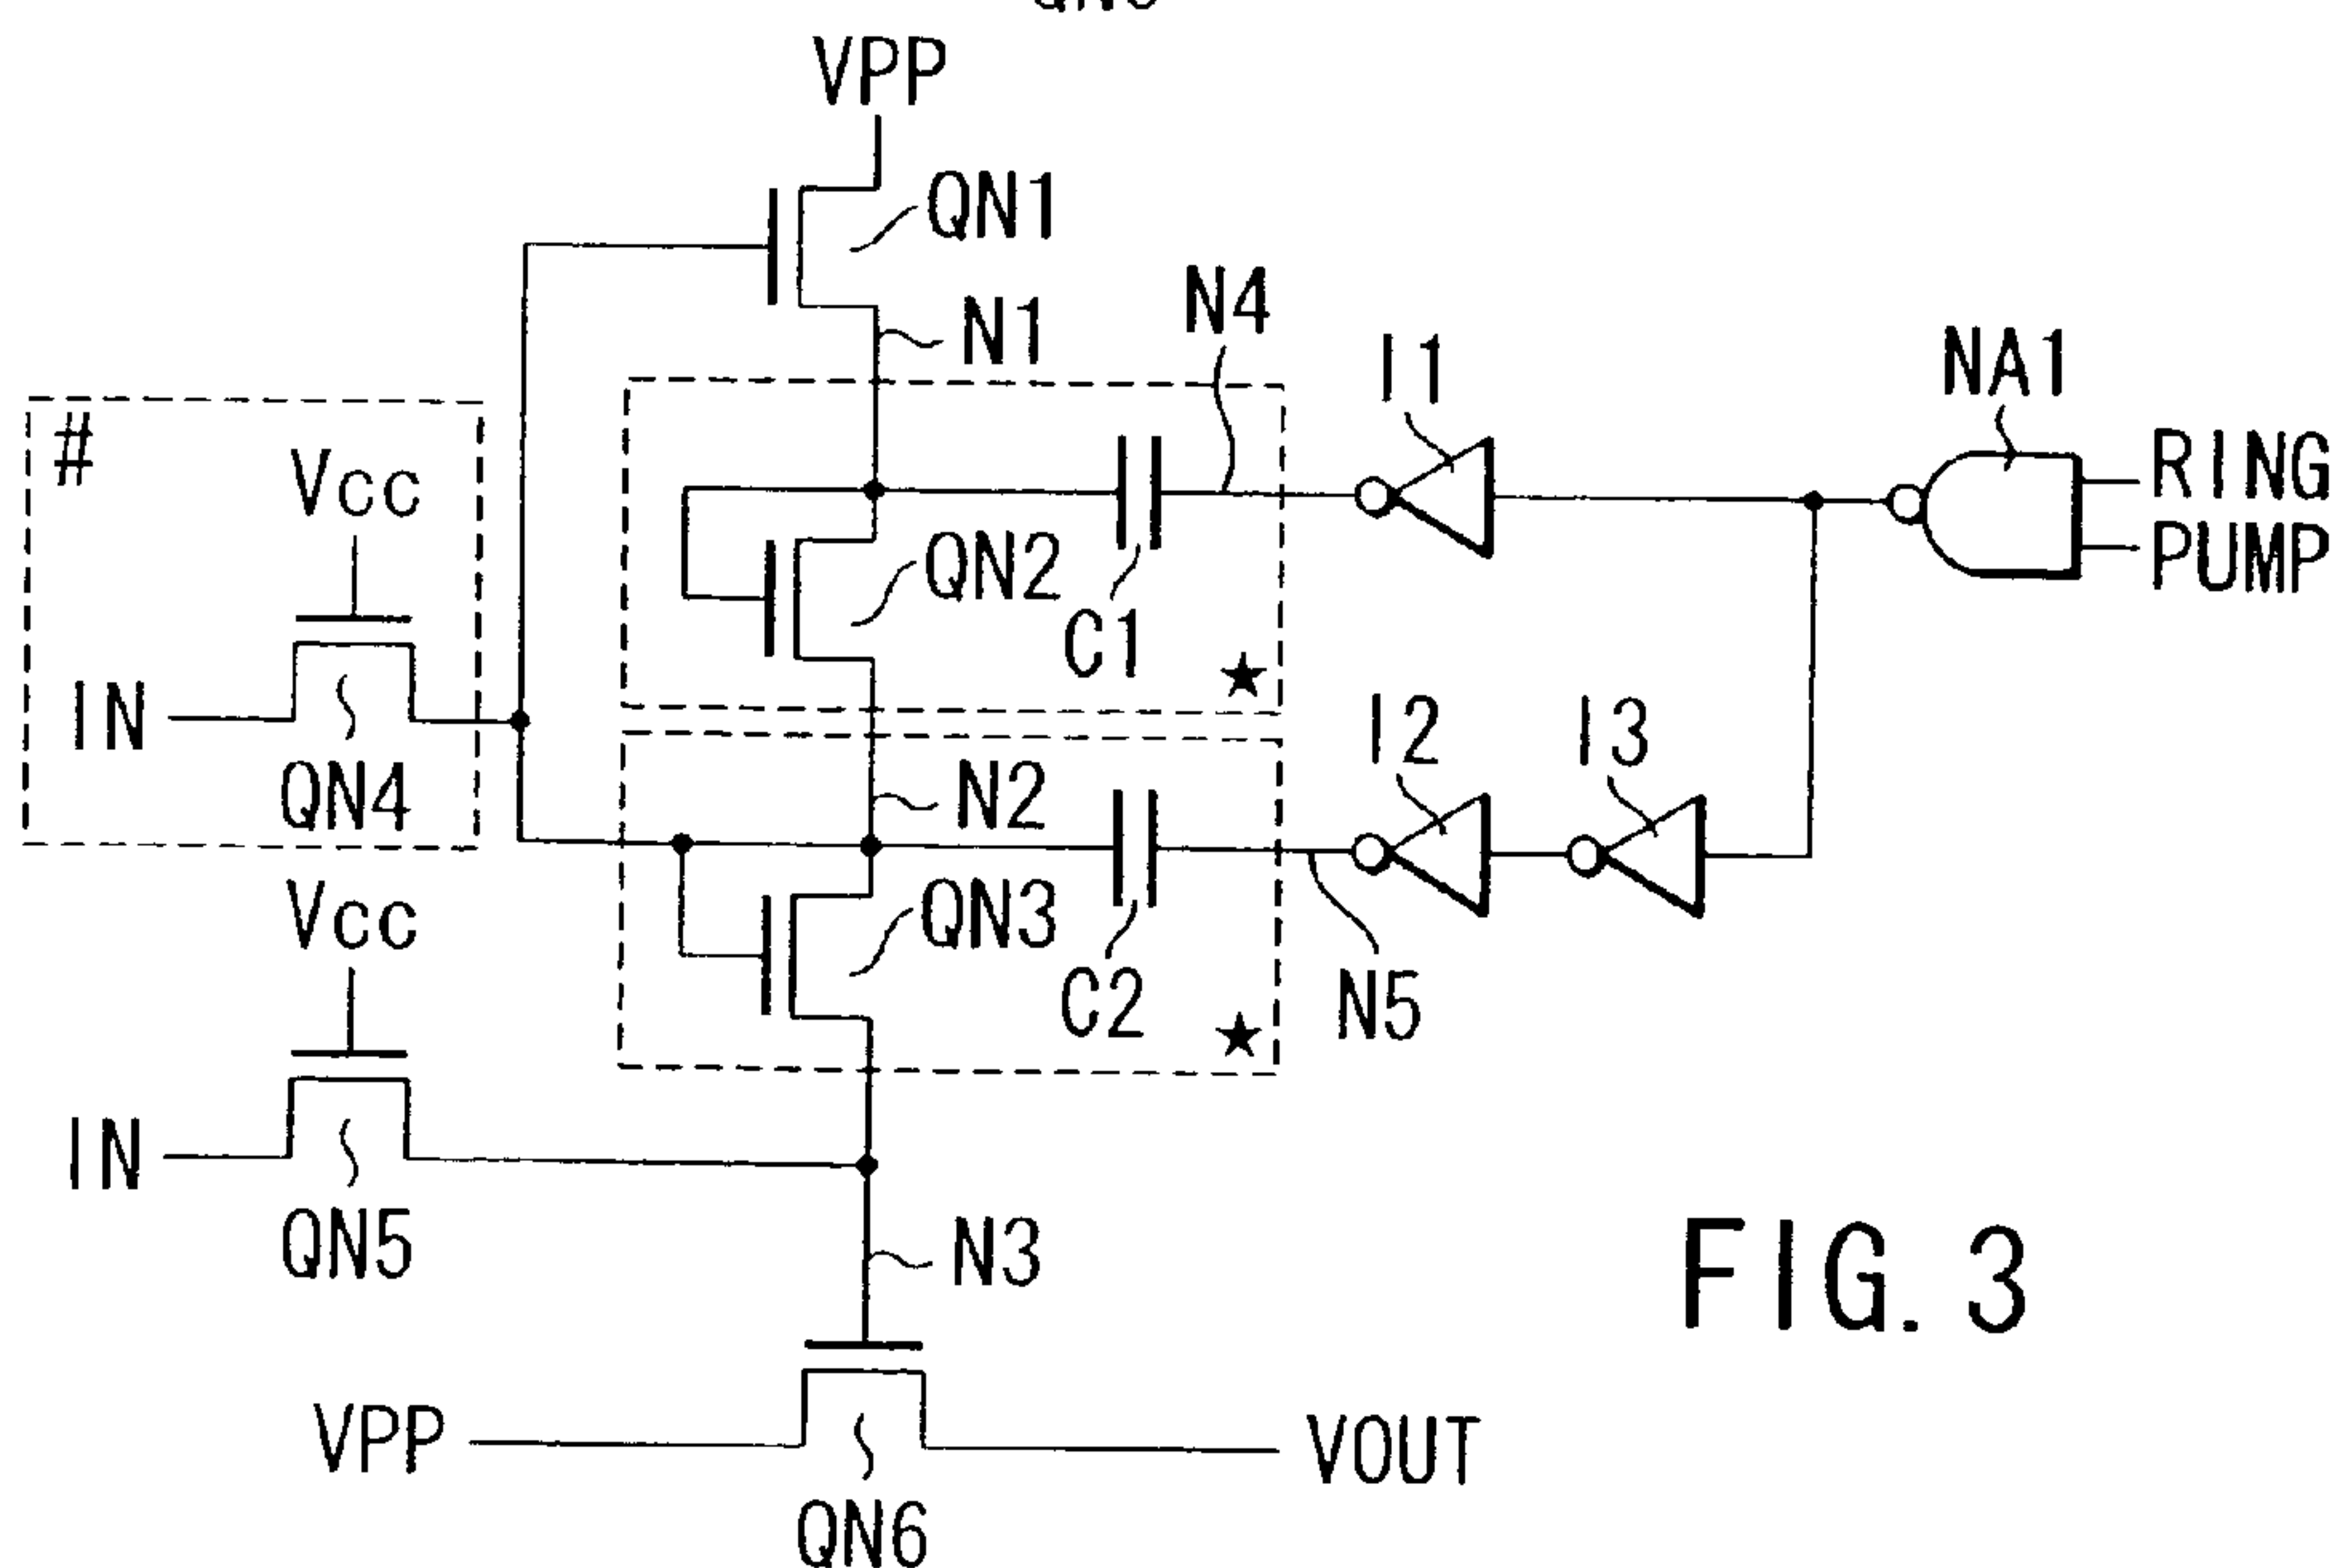 VPP
QN1
N1
N4
I1
NA1
RING
PUMP
#
Vcc
QN2
C1
★
IN
QN4
I2
I3
N2
Vcc
QN3
C2
N5
★
IN
QN5
N3
FIG. 3
VPP
VOUT
QN6